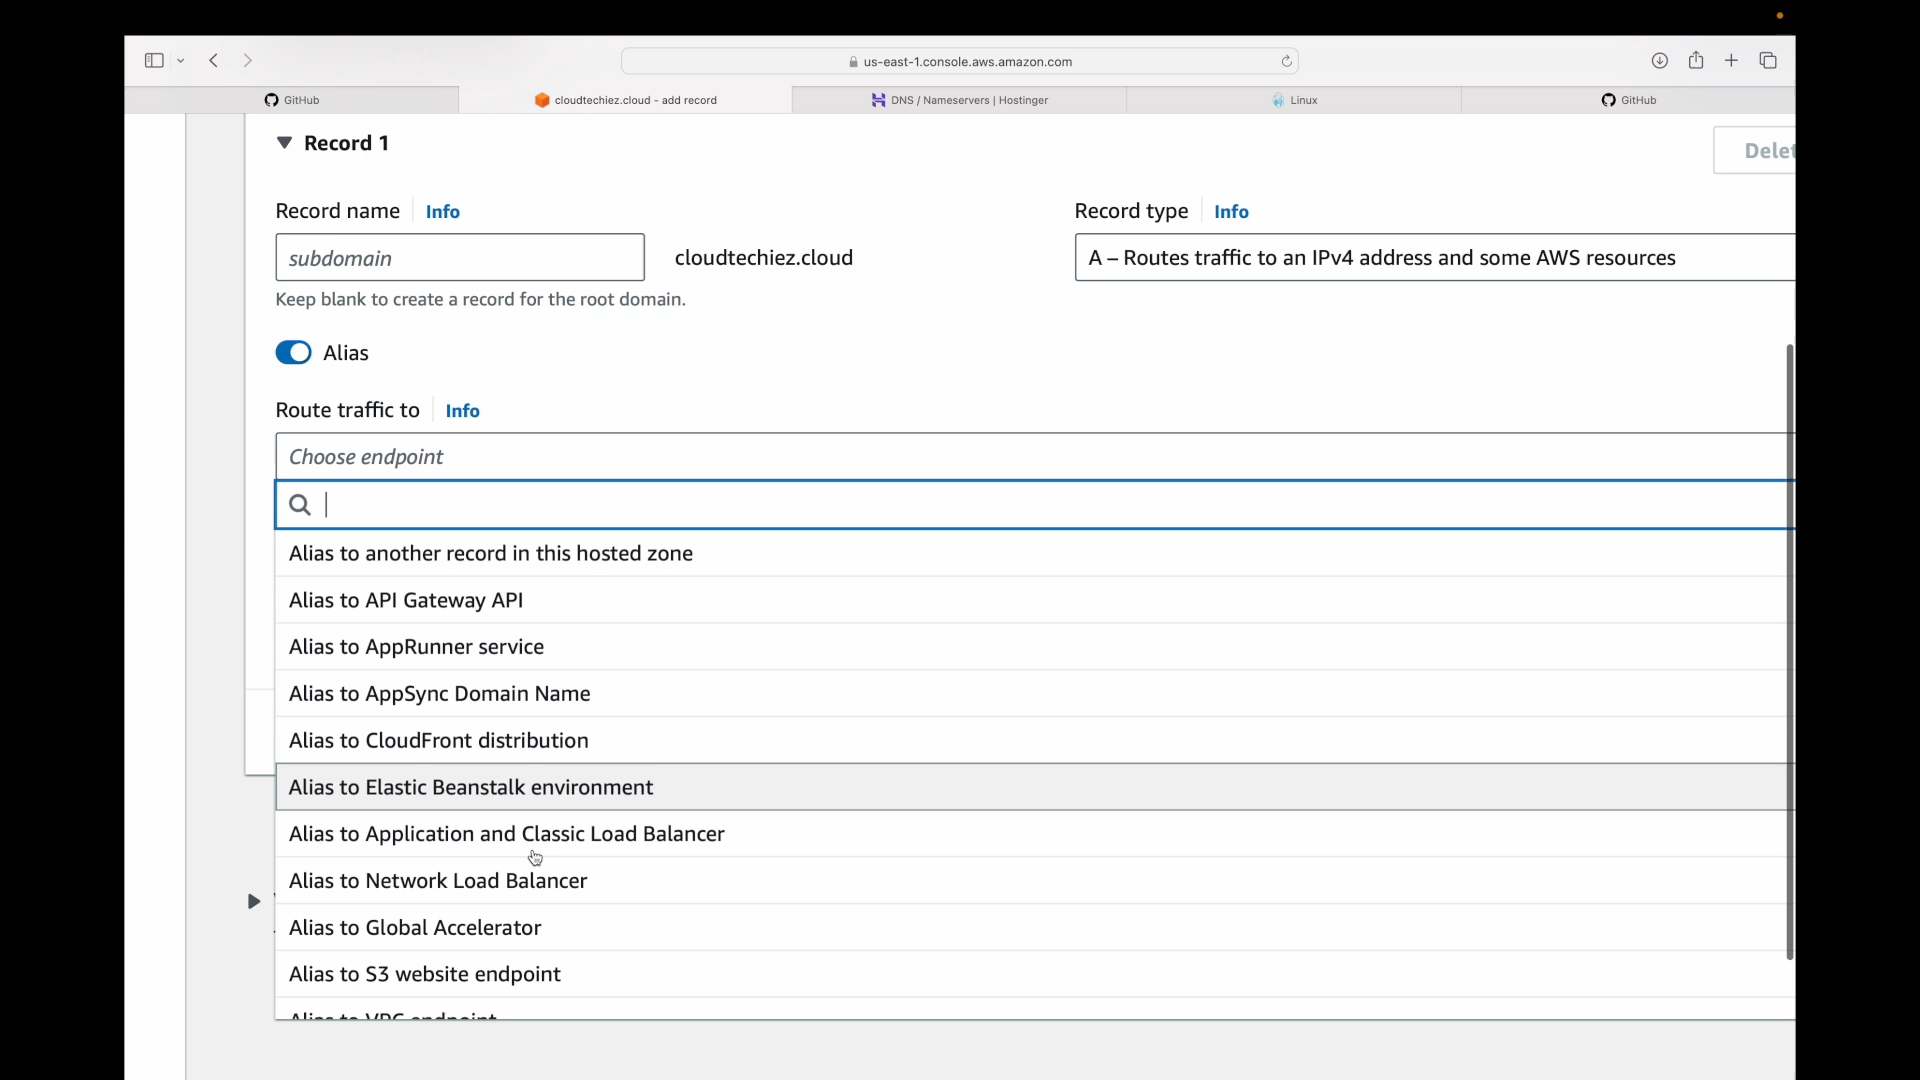 us-east-1.console.aws.amazon.com
GitHub
cloudtechiez.cloud - add record
DNS / Nameservers | Hostinger
Linux
GitHub
Record 1
Delet
Record name
Info
Record type
Info
subdomain
cloudtechiez.cloud
A – Routes traffic to an IPv4 address and some AWS resources
Keep blank to create a record for the root domain.
Alias
Route traffic to
Info
Choose endpoint
Alias to another record in this hosted zone
Alias to API Gateway API
Alias to AppRunner service
Alias to AppSync Domain Name
Alias to CloudFront distribution
Alias to Elastic Beanstalk environment
Alias to Application and Classic Load Balancer
Alias to Network Load Balancer
Alias to Global Accelerator
Alias to S3 website endpoint
Alias to VPC endpoint